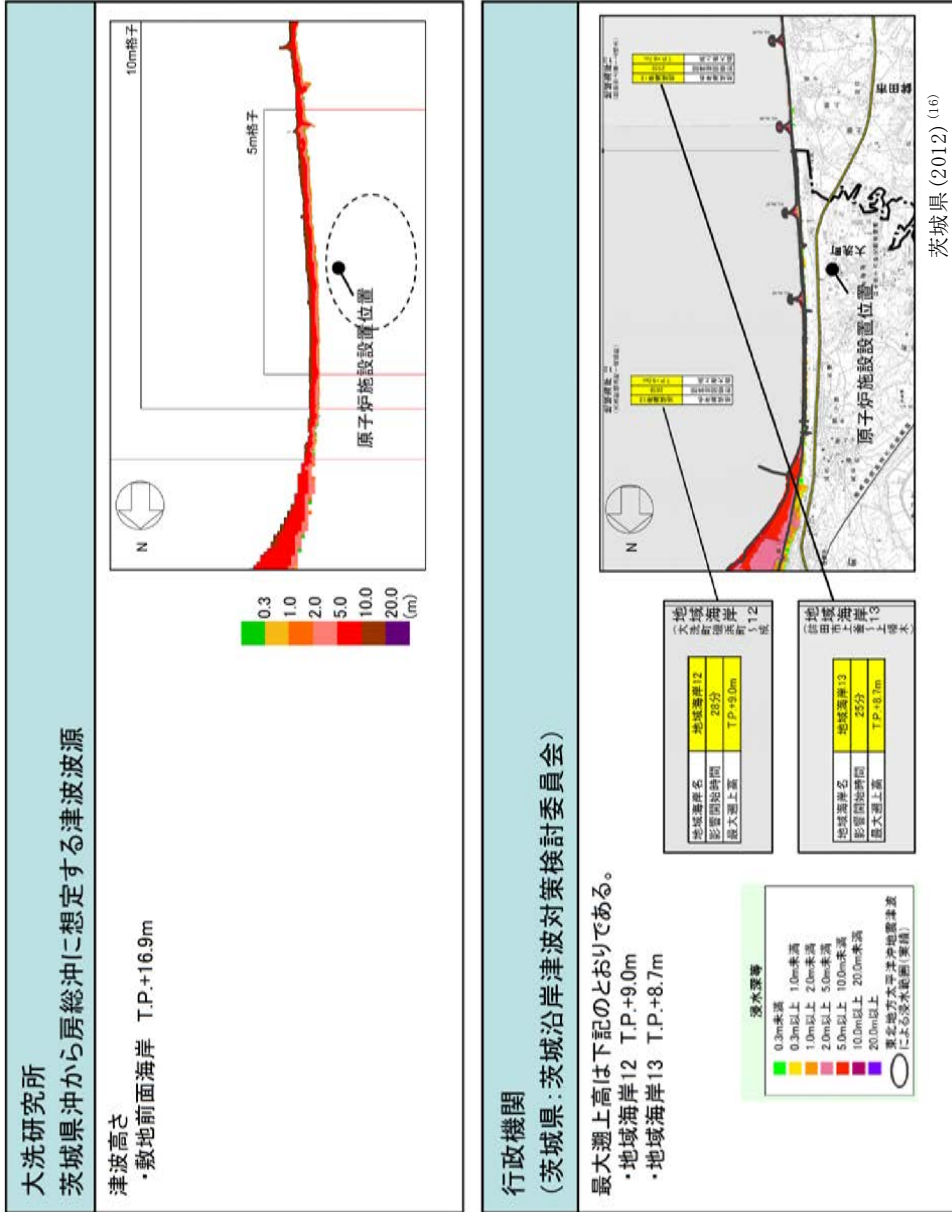 大洗研究所
茨城県沖から房総沖に想定する津波波源
津波高さ
・敷地前面海岸 T.P.+16.9m
0.3
1.0
2.0
5.0
10.0
20.0
(m)
N
10m格子
5m格子
原子炉施設設置位置
行政機関
(茨城県:茨城沿岸津波対策検討委員会)
最大遡上高は下記のとおりである。
・地域海岸12 T.P.+9.0m
・地域海岸13 T.P.+8.7m
浸水深等
0.3m未満
0.3m以上 1.0m未満
1.0m以上 2.0m未満
2.0m以上 5.0m未満
5.0m以上 10.0m未満
10.0m以上 20.0m未満
20.0m以上
東北地方太平洋沖地震津波
による浸水範囲(実績)
地域海岸名 地域海岸12
影響開始時間 28分
最大遡上高 T.P.+9.0m
地域海岸12
地域海岸名 地域海岸13
影響開始時間 25分
最大遡上高 T.P.+8.7m
地域海岸13
N
大洗町
鉾田市
原子炉施設設置位置
茨城県(2012)(16)